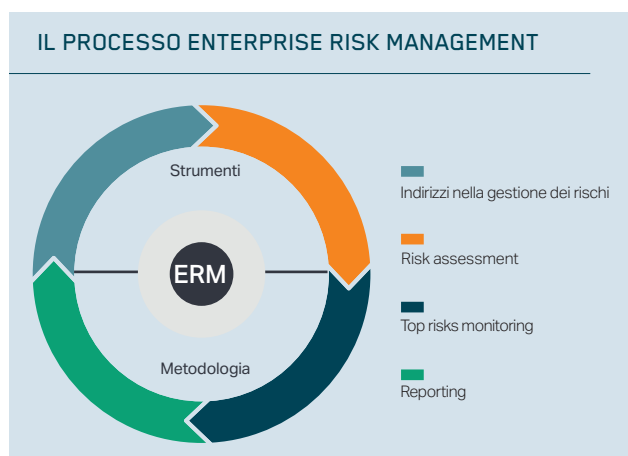 IL PROCESSO ENTERPRISE RISK MANAGEMENT
Strumenti
ERM
Metodologia
Indirizzi nella gestione dei rischi
Risk assessment
Top risks monitoring
Reporting